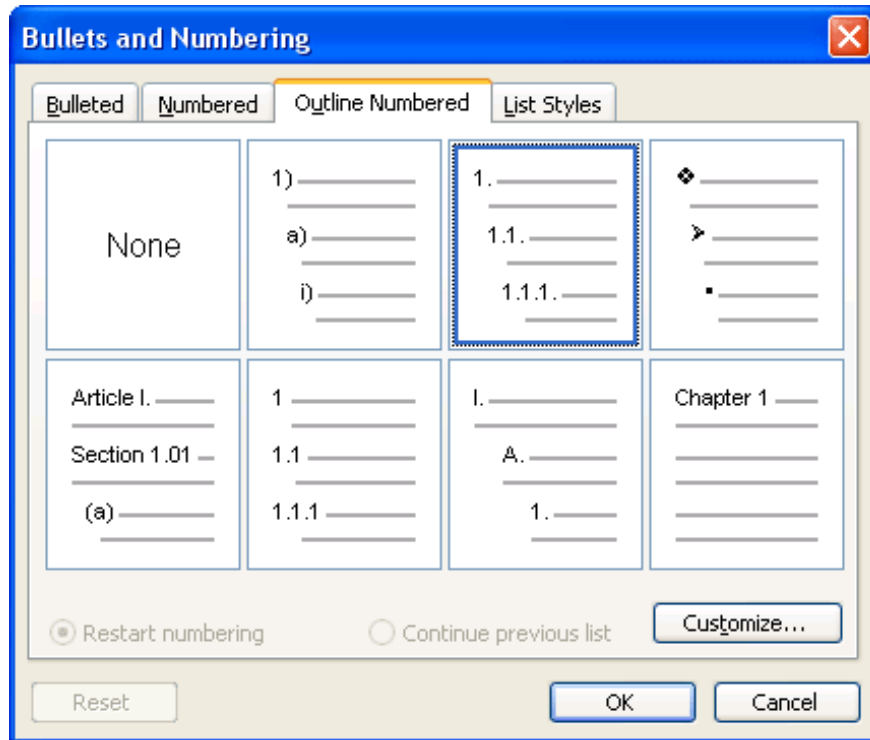 Bullets and Numbering
Bulleted Numbered Outline Numbered List Styles
None
1)
a)
i)
1.
1.1.
1.1.1.
Article I.
Section 1.01
(a)
1
1.1
1.1.1
I.
A.
1.
Chapter 1
Restart numbering Continue previous list Customize...
Reset OK Cancel